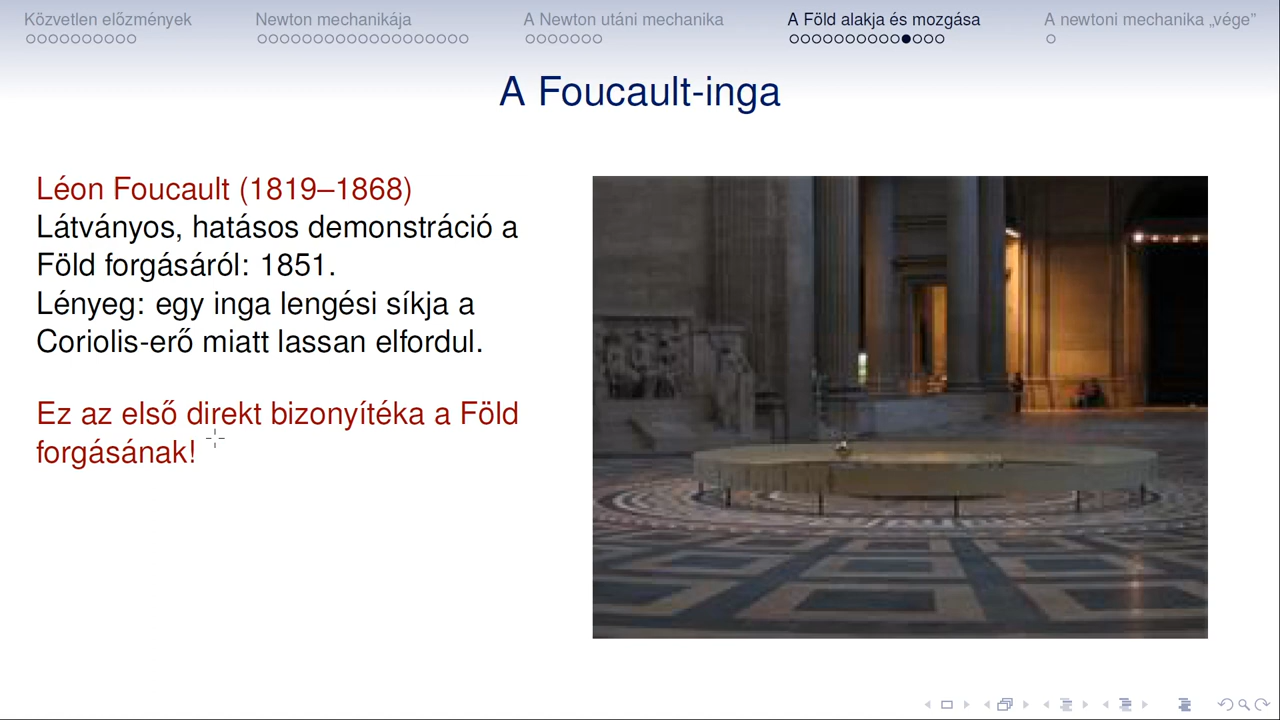 Közvetlen előzmények
Newton mechanikája
A Newton utáni mechanika
A Föld alakja és mozgása
A newtoni mechanika „vége”
A Foucault-inga
Léon Foucault (1819–1868)
Látványos, hatásos demonstráció a
Föld forgásáról: 1851.
Lényeg: egy inga lengési síkja a
Coriolis-erő miatt lassan elfordul.
Ez az első direkt bizonyítéka a Föld
forgásának!